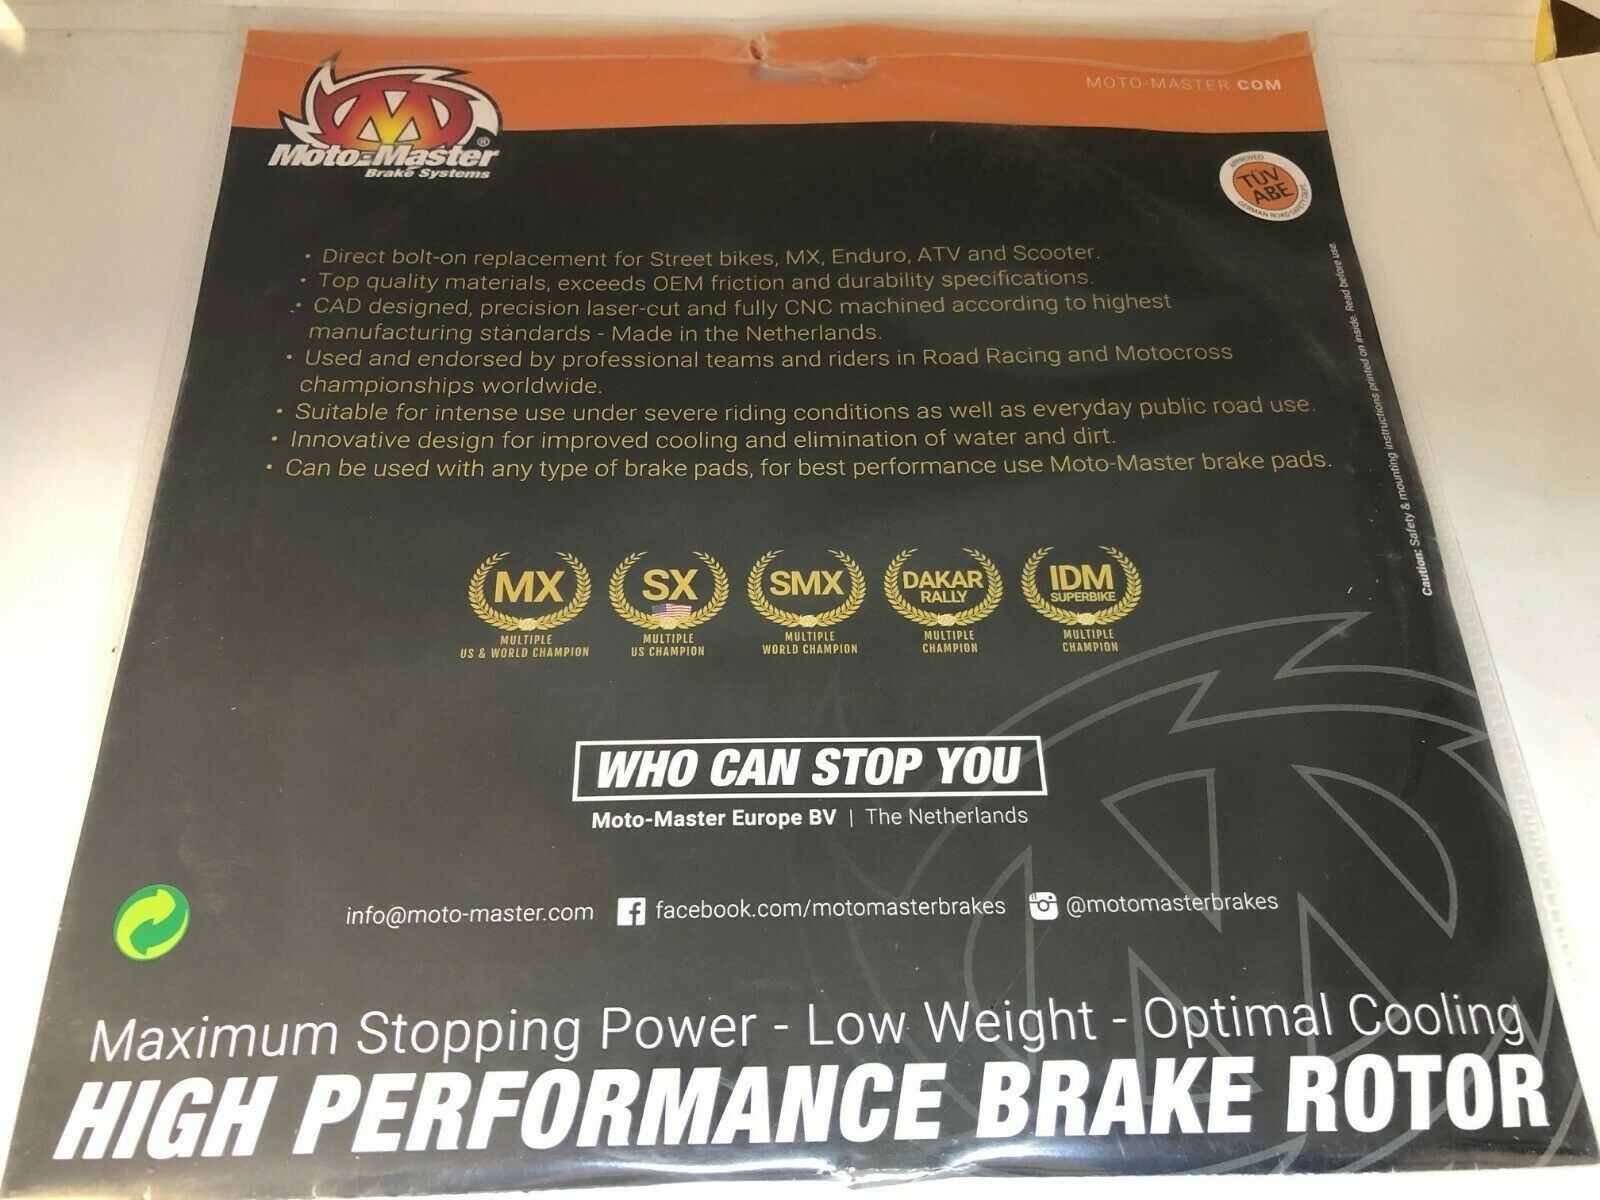 MOTO-MASTER.COM
Moto-Master®
Brake Systems
APPROVED
TÜV
ABE
GERMAN ROAD SAFETY DEPT.
• Direct bolt-on replacement for Street bikes, MX, Enduro, ATV and Scooter.
• Top quality materials, exceeds OEM friction and durability specifications.
• CAD designed, precision laser-cut and fully CNC machined according to highest
manufacturing standards - Made in the Netherlands.
• Used and endorsed by professional teams and riders in Road Racing and Motocross
championships worldwide.
• Suitable for intense use under severe riding conditions as well as everyday public road use.
• Innovative design for improved cooling and elimination of water and dirt.
• Can be used with any type of brake pads, for best performance use Moto-Master brake pads.
Caution: Safety & mounting instructions printed on inside. Read before use.
MX
MULTIPLE
US & WORLD CHAMPION
SX
MULTIPLE
US CHAMPION
SMX
MULTIPLE
WORLD CHAMPION
DAKAR
RALLY
MULTIPLE
CHAMPION
IDM
SUPERBIKE
MULTIPLE
CHAMPION
WHO CAN STOP YOU
Moto-Master Europe BV | The Netherlands
info@moto-master.com facebook.com/motomasterbrakes @motomasterbrakes
Maximum Stopping Power - Low Weight - Optimal Cooling
HIGH PERFORMANCE BRAKE ROTOR